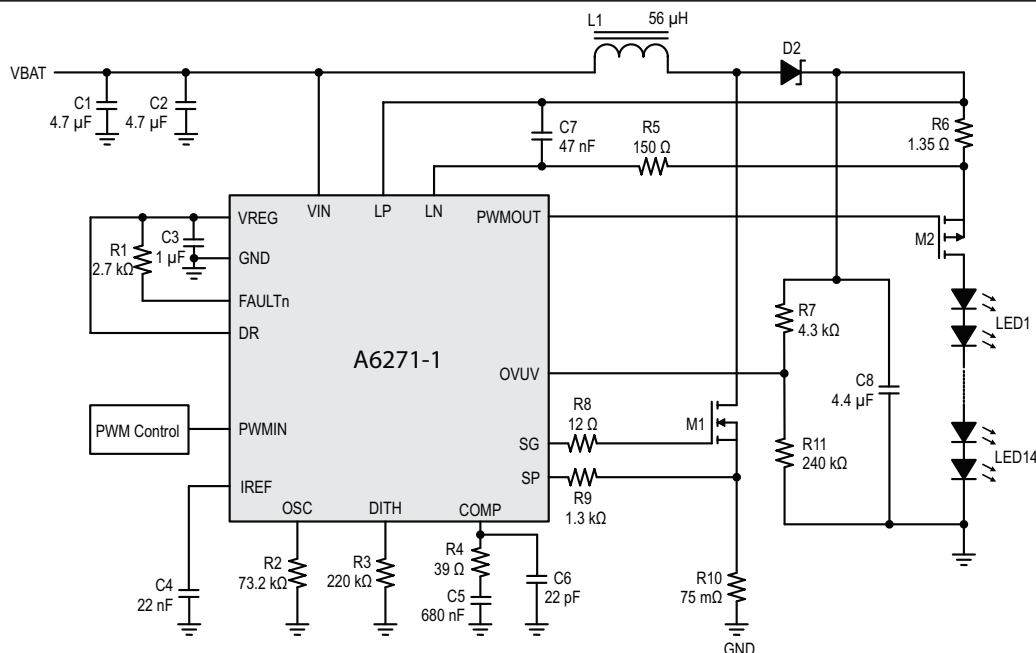 L1
56 µH
D2
VBAT
C1
4.7 µF
C2
4.7 µF
C7
47 nF
R5
150 Ω
R6
1.35 Ω
VIN
LP
LN
PWMOUT
M2
VREG
C3
1 µF
R1
2.7 kΩ
GND
FAULTn
DR
A6271-1
R7
4.3 kΩ
LED1
OVUV
C8
4.4 µF
PWM Control
PWMIN
R8
12 Ω
M1
SG
R11
240 kΩ
LED14
SP
R9
1.3 kΩ
IREF
OSC
DITH
COMP
R2
73.2 kΩ
R3
220 kΩ
R4
39 Ω
C4
22 nF
C5
680 nF
C6
22 pF
R10
75 mΩ
GND